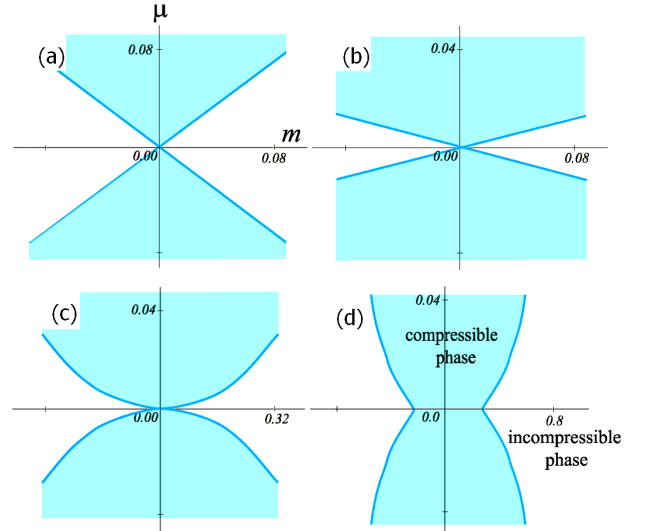 μ
(a)
0.08
m
0.00
0.08
(b)
0.04
0.00
0.08
(c)
0.04
0.00
0.32
(d)
0.04
compressible
phase
0.0
0.8
incompressible
phase